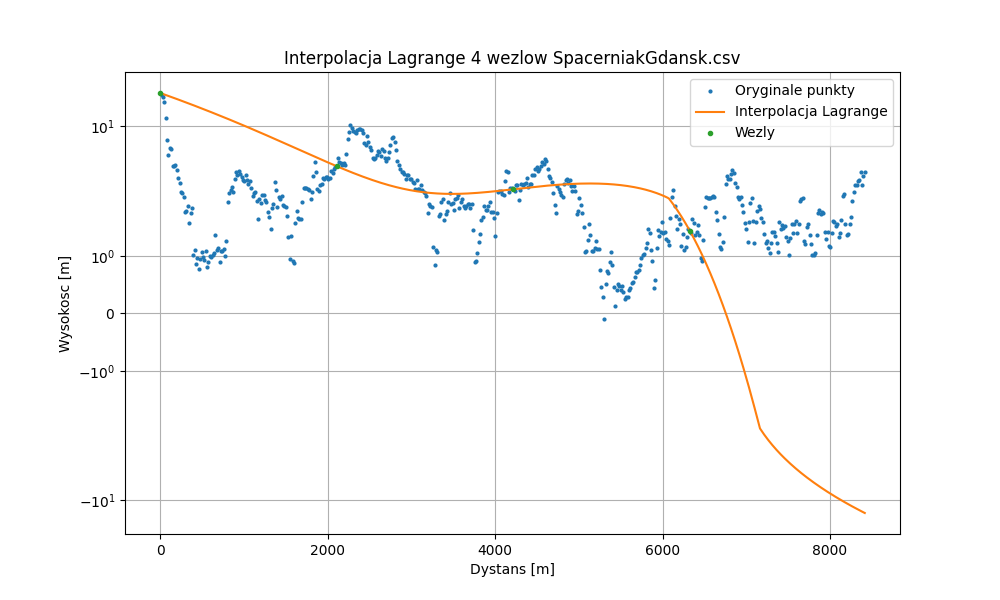 Interpolacja Lagrange 4 wezlow SpacerniakGdansk.csv
Oryginale punkty
Interpolacja Lagrange
Wezly
10¹
10⁰
0
−10⁰
−10¹
Wysokosc [m]
0 2000 4000 6000 8000
Dystans [m]